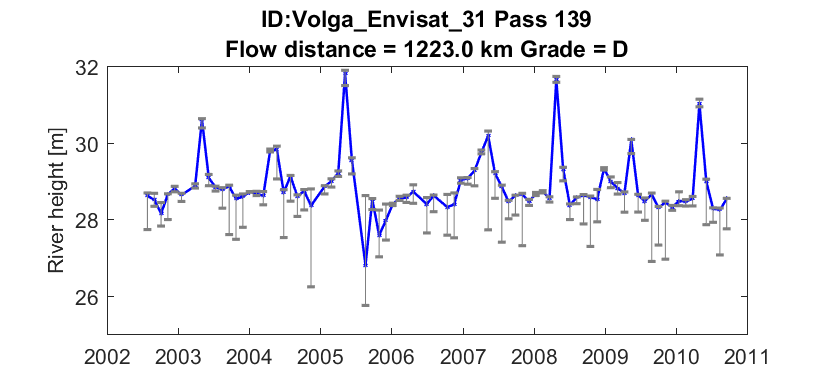 ID:Volga_Envisat_31 Pass 139
Flow distance = 1223.0 km Grade = D
River height [m]
32
30
28
26
2002 2003 2004 2005 2006 2007 2008 2009 2010 2011